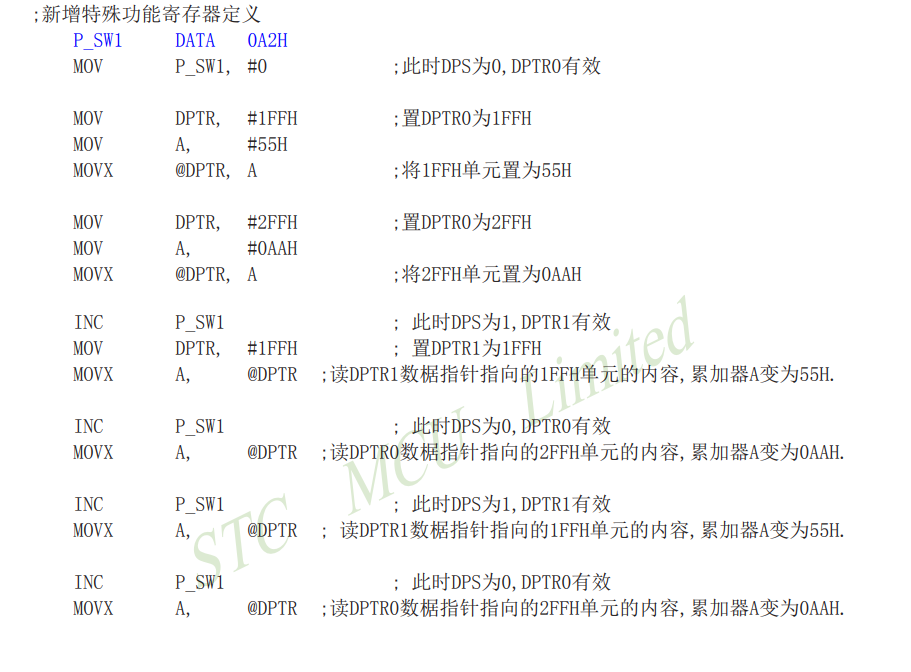 ;新增特殊功能寄存器定义
P_SW1 DATA 0A2H
MOV P_SW1, #0 ;此时DPS为0,DPTR0有效
MOV DPTR, #1FFH ;置DPTR0为1FFH
MOV A, #55H
MOVX @DPTR, A ;将1FFH单元置为55H
MOV DPTR, #2FFH ;置DPTR0为2FFH
MOV A, #0AAH
MOVX @DPTR, A ;将2FFH单元置为0AAH
INC P_SW1 ; 此时DPS为1,DPTR1有效
MOV DPTR, #1FFH ; 置DPTR1为1FFH
MOVX A, @DPTR ;读DPTR1数椐指针指向的1FFH单元的内容,累加器A变为55H.
INC P_SW1 ; 此时DPS为0,DPTR0有效
MOVX A, @DPTR ;读DPTR0数椐指针指向的2FFH单元的内容,累加器A变为0AAH.
INC P_SW1 ; 此时DPS为1,DPTR1有效
MOVX A, @DPTR ; 读DPTR1数椐指针指向的1FFH单元的内容,累加器A变为55H.
INC P_SW1 ; 此时DPS为0,DPTR0有效
MOVX A, @DPTR ;读DPTR0数椐指针指向的2FFH单元的内容,累加器A变为0AAH.
STC MCU Limited